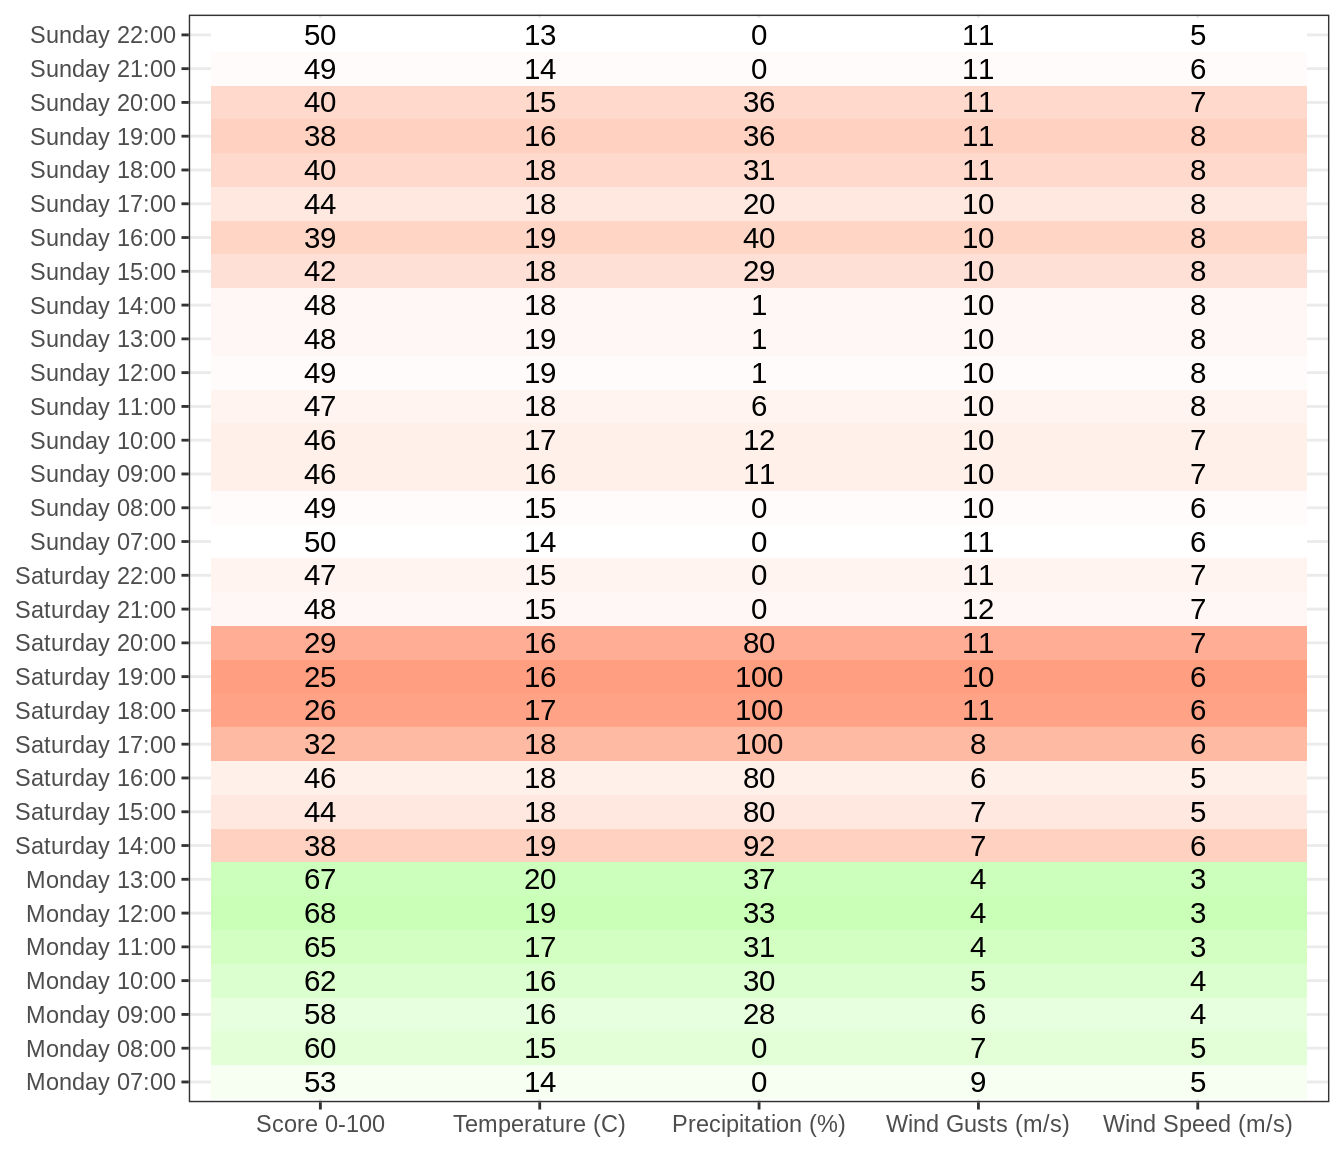 Sunday 22:00 50 13 0 11 5
Sunday 21:00 49 14 0 11 6
Sunday 20:00 40 15 36 11 7
Sunday 19:00 38 16 36 11 8
Sunday 18:00 40 18 31 11 8
Sunday 17:00 44 18 20 10 8
Sunday 16:00 39 19 40 10 8
Sunday 15:00 42 18 29 10 8
Sunday 14:00 48 18 1 10 8
Sunday 13:00 48 19 1 10 8
Sunday 12:00 49 19 1 10 8
Sunday 11:00 47 18 6 10 8
Sunday 10:00 46 17 12 10 7
Sunday 09:00 46 16 11 10 7
Sunday 08:00 49 15 0 10 6
Sunday 07:00 50 14 0 11 6
Saturday 22:00 47 15 0 11 7
Saturday 21:00 48 15 0 12 7
Saturday 20:00 29 16 80 11 7
Saturday 19:00 25 16 100 10 6
Saturday 18:00 26 17 100 11 6
Saturday 17:00 32 18 100 8 6
Saturday 16:00 46 18 80 6 5
Saturday 15:00 44 18 80 7 5
Saturday 14:00 38 19 92 7 6
Monday 13:00 67 20 37 4 3
Monday 12:00 68 19 33 4 3
Monday 11:00 65 17 31 4 3
Monday 10:00 62 16 30 5 4
Monday 09:00 58 16 28 6 4
Monday 08:00 60 15 0 7 5
Monday 07:00 53 14 0 9 5
Score 0-100 Temperature (C) Precipitation (%) Wind Gusts (m/s) Wind Speed (m/s)